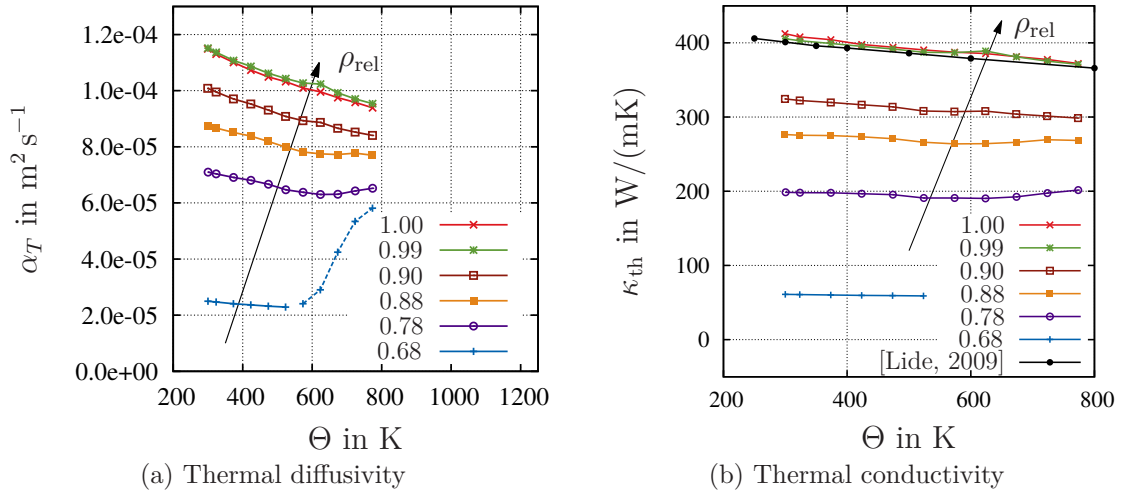 1.2e-04
1.0e-04
8.0e-05
6.0e-05
4.0e-05
2.0e-05
0.0e+00
α_T in m² s⁻¹
ρ_rel
1.00
0.99
0.90
0.88
0.78
0.68
200 400 600 800 1000 1200
Θ in K
(a) Thermal diffusivity
400
300
200
100
0
κ_th in W/(mK)
ρ_rel
1.00
0.99
0.90
0.88
0.78
0.68
[Lide, 2009]
200 400 600 800
Θ in K
(b) Thermal conductivity